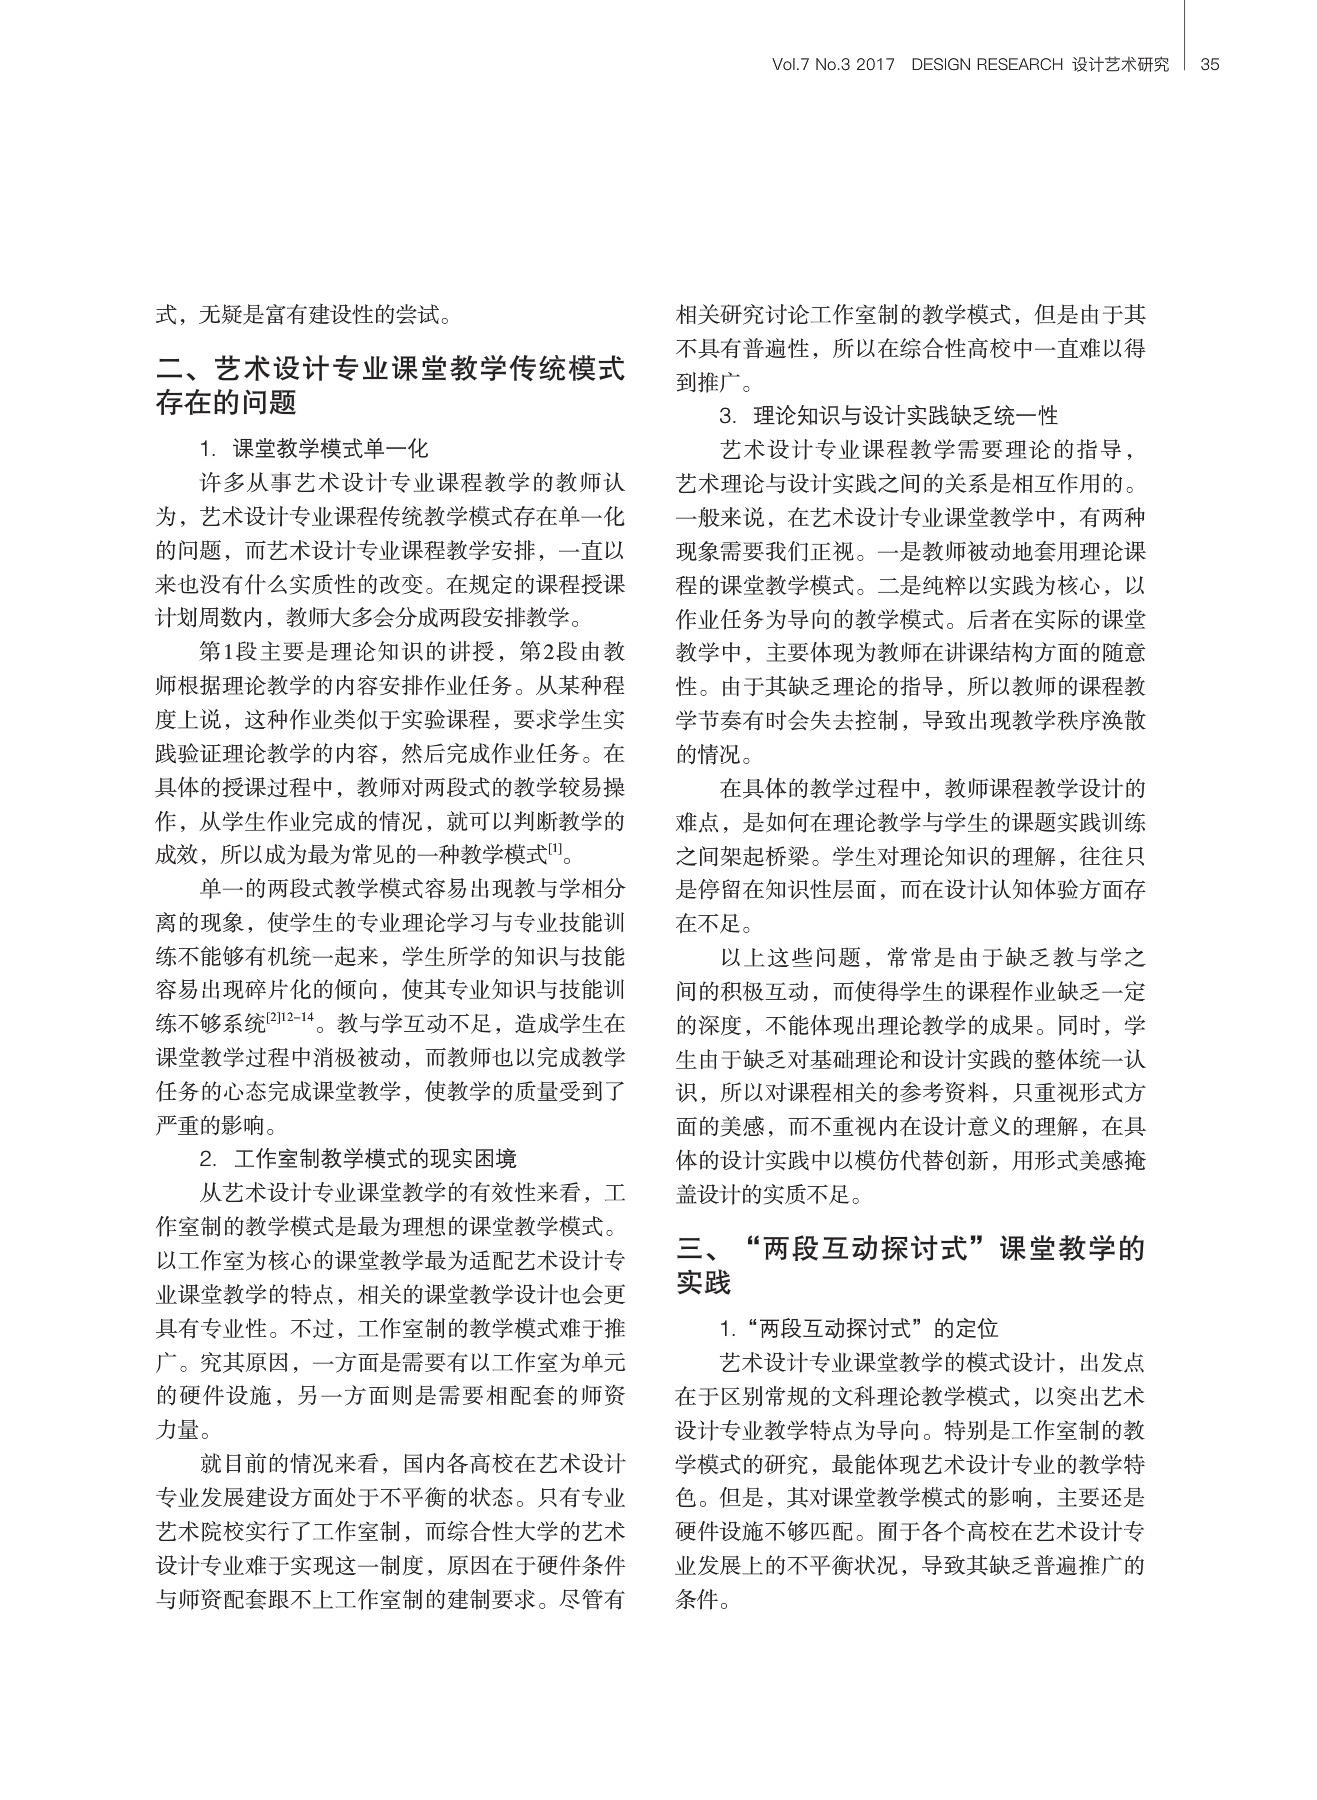 Vol.7 No.3 2017 DESIGN RESEARCH 设计艺术研究 35
式，无疑是富有建设性的尝试。
二、艺术设计专业课堂教学传统模式
存在的问题
1. 课堂教学模式单一化
许多从事艺术设计专业课程教学的教师认
为，艺术设计专业课程传统教学模式存在单一化
的问题，而艺术设计专业课程教学安排，一直以
来也没有什么实质性的改变。在规定的课程授课
计划周数内，教师大多会分成两段安排教学。
第1段主要是理论知识的讲授，第2段由教
师根据理论教学的内容安排作业任务。从某种程
度上说，这种作业类似于实验课程，要求学生实
践验证理论教学的内容，然后完成作业任务。在
具体的授课过程中，教师对两段式的教学较易操
作，从学生作业完成的情况，就可以判断教学的
成效，所以成为最为常见的一种教学模式[1]。
单一的两段式教学模式容易出现教与学相分
离的现象，使学生的专业理论学习与专业技能训
练不能够有机统一起来，学生所学的知识与技能
容易出现碎片化的倾向，使其专业知识与技能训
练不够系统[2]12-14。教与学互动不足，造成学生在
课堂教学过程中消极被动，而教师也以完成教学
任务的心态完成课堂教学，使教学的质量受到了
严重的影响。
2. 工作室制教学模式的现实困境
从艺术设计专业课堂教学的有效性来看，工
作室制的教学模式是最为理想的课堂教学模式。
以工作室为核心的课堂教学最为适配艺术设计专
业课堂教学的特点，相关的课堂教学设计也会更
具有专业性。不过，工作室制的教学模式难于推
广。究其原因，一方面是需要有以工作室为单元
的硬件设施，另一方面则是需要相配套的师资
力量。
就目前的情况来看，国内各高校在艺术设计
专业发展建设方面处于不平衡的状态。只有专业
艺术院校实行了工作室制，而综合性大学的艺术
设计专业难于实现这一制度，原因在于硬件条件
与师资配套跟不上工作室制的建制要求。尽管有
相关研究讨论工作室制的教学模式，但是由于其
不具有普遍性，所以在综合性高校中一直难以得
到推广。
3. 理论知识与设计实践缺乏统一性
艺术设计专业课程教学需要理论的指导，
艺术理论与设计实践之间的关系是相互作用的。
一般来说，在艺术设计专业课堂教学中，有两种
现象需要我们正视。一是教师被动地套用理论课
程的课堂教学模式。二是纯粹以实践为核心，以
作业任务为导向的教学模式。后者在实际的课堂
教学中，主要体现为教师在讲课结构方面的随意
性。由于其缺乏理论的指导，所以教师的课程教
学节奏有时会失去控制，导致出现教学秩序涣散
的情况。
在具体的教学过程中，教师课程教学设计的
难点，是如何在理论教学与学生的课题实践训练
之间架起桥梁。学生对理论知识的理解，往往只
是停留在知识性层面，而在设计认知体验方面存
在不足。
以上这些问题，常常是由于缺乏教与学之
间的积极互动，而使得学生的课程作业缺乏一定
的深度，不能体现出理论教学的成果。同时，学
生由于缺乏对基础理论和设计实践的整体统一认
识，所以对课程相关的参考资料，只重视形式方
面的美感，而不重视内在设计意义的理解，在具
体的设计实践中以模仿代替创新，用形式美感掩
盖设计的实质不足。
三、“两段互动探讨式”课堂教学的
实践
1.“两段互动探讨式”的定位
艺术设计专业课堂教学的模式设计，出发点
在于区别常规的文科理论教学模式，以突出艺术
设计专业教学特点为导向。特别是工作室制的教
学模式的研究，最能体现艺术设计专业的教学特
色。但是，其对课堂教学模式的影响，主要还是
硬件设施不够匹配。囿于各个高校在艺术设计专
业发展上的不平衡状况，导致其缺乏普遍推广的
条件。